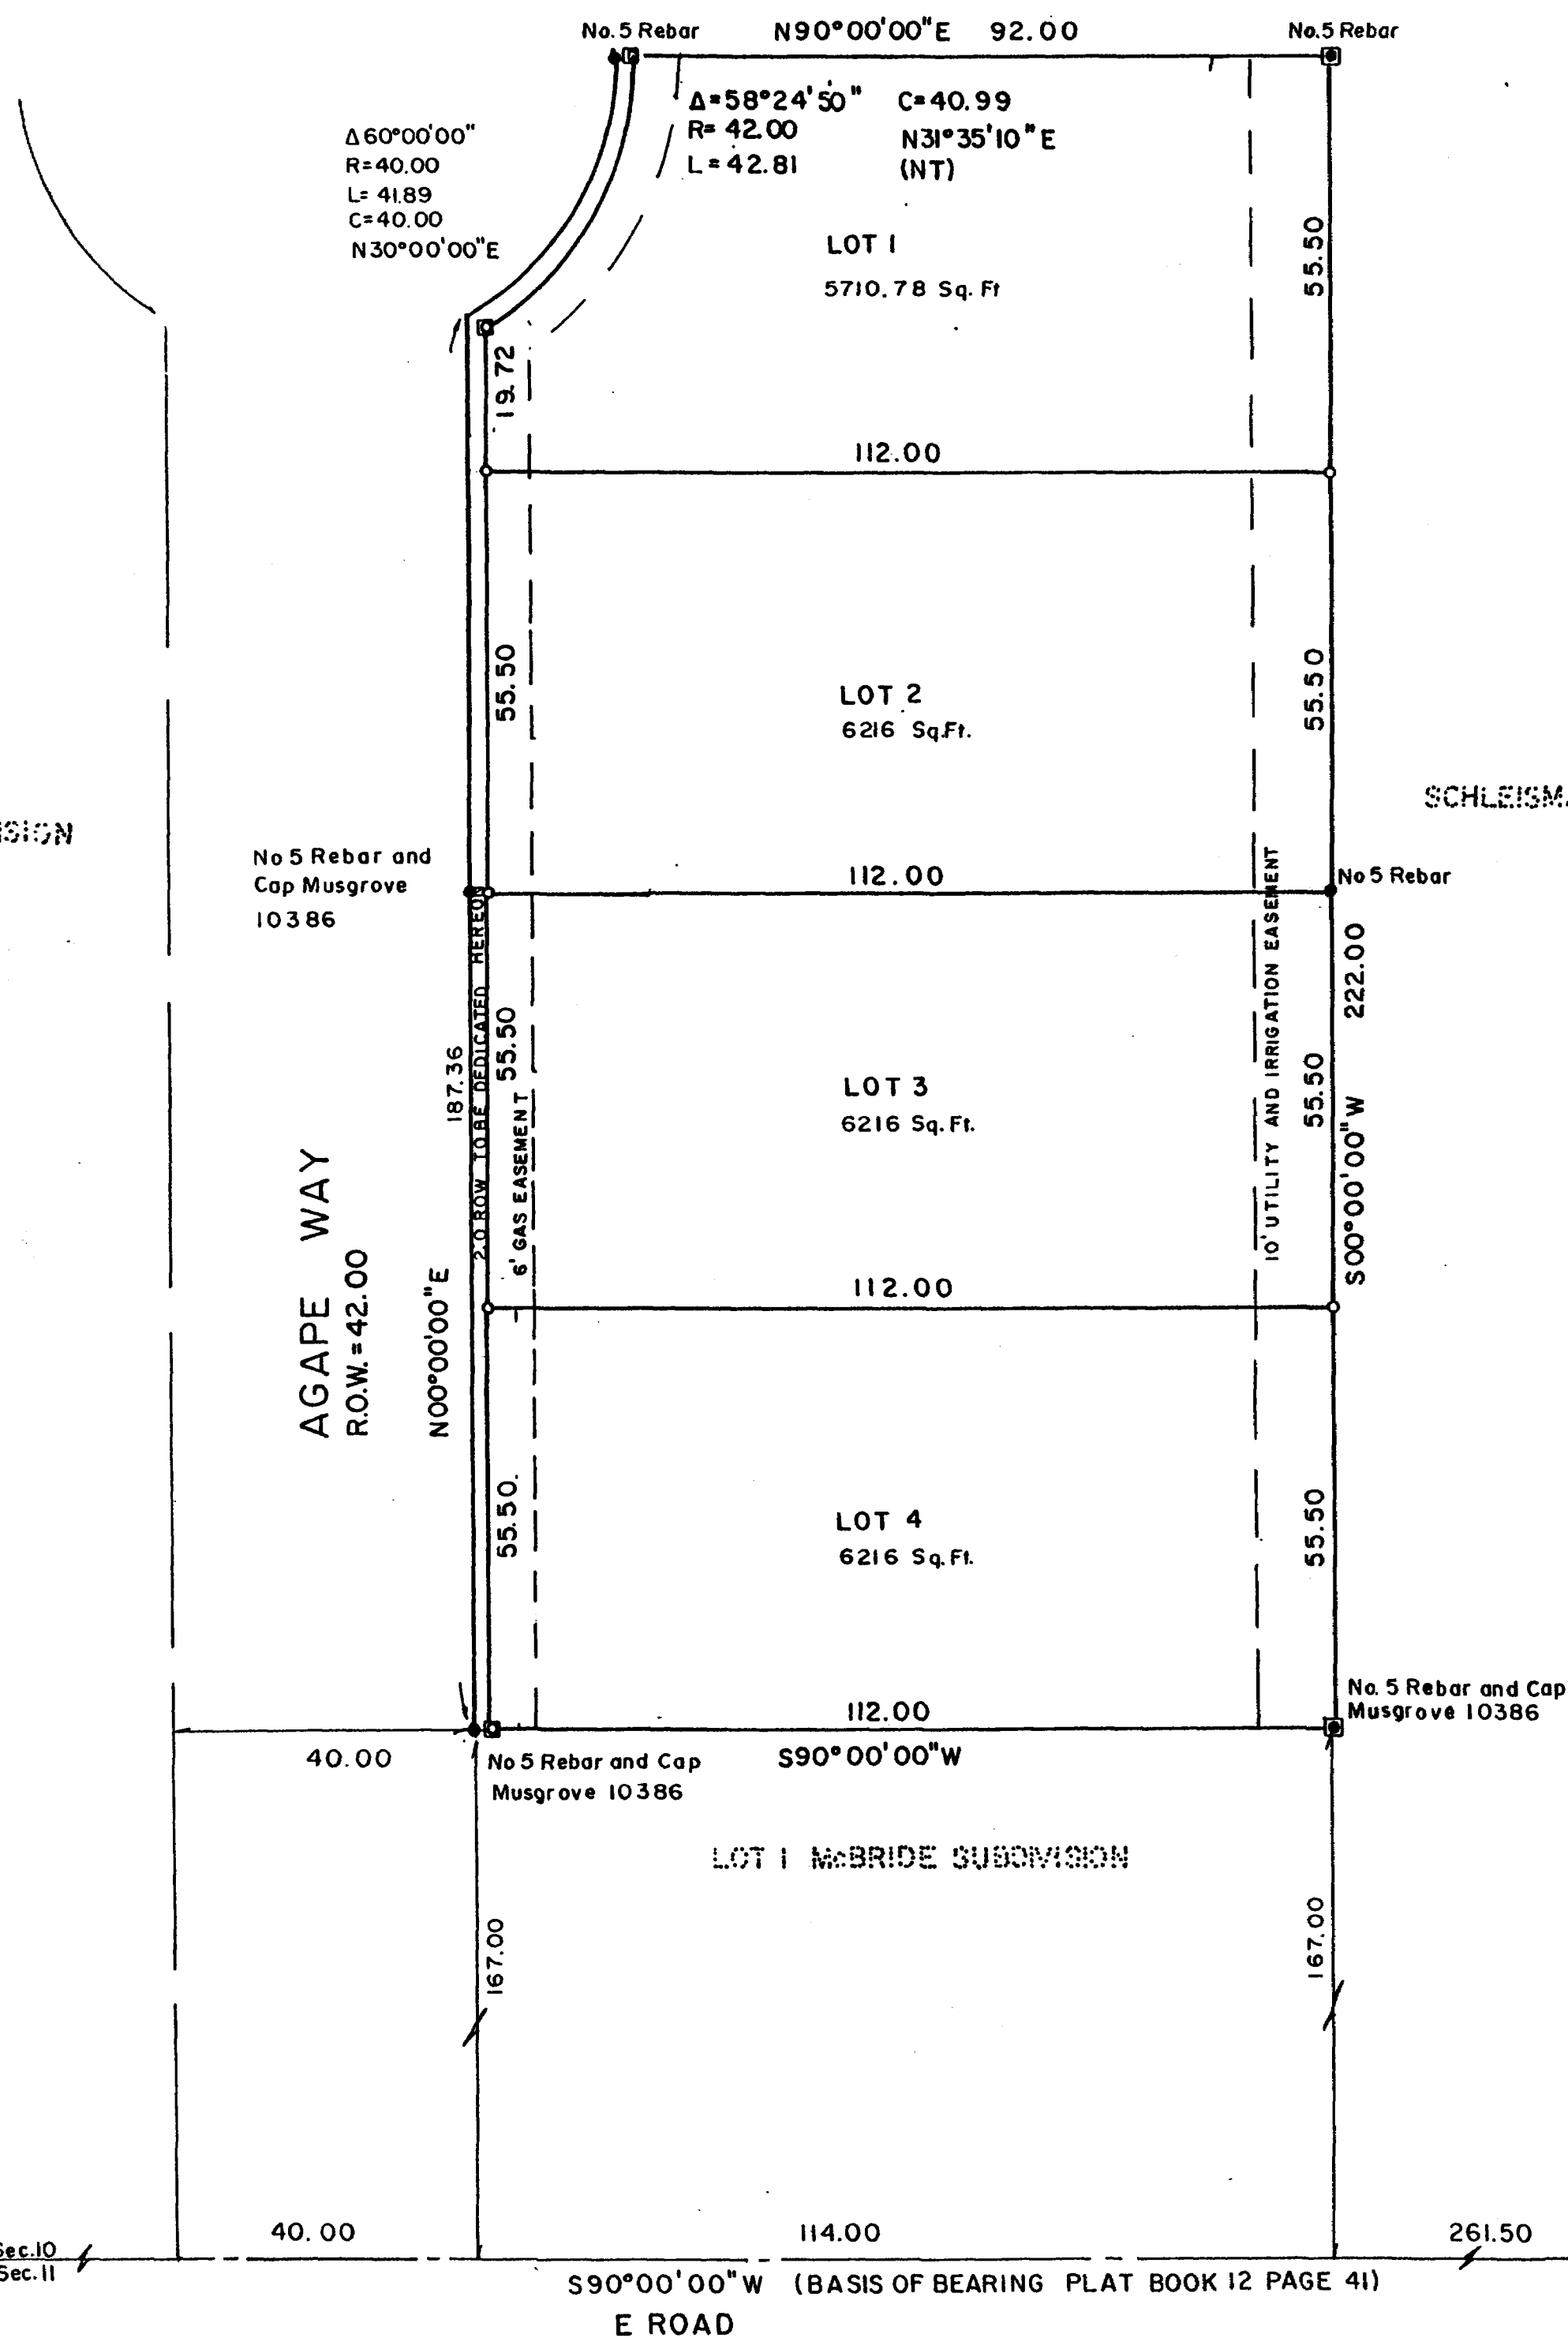 No. 5 Rebar
N90°00'00"E 92.00
No. 5 Rebar
Δ60°00'00"
R=40.00
L= 41.89
C=40.00
N30°00'00"E
Δ=58°24'50"
R= 42.00
L= 42.81
C=40.99
N31°35'10"E
(NT)
LOT 1
5710.78 Sq. Ft
55.50
19.72
112.00
55.50
LOT 2
6216 Sq.Ft.
55.50
No 5 Rebar and
Cap Musgrove
10386
112.00
No 5 Rebar
2.0 ROW TO BE DEDICATED HEREON
187.36
55.50
6' GAS EASEMENT
LOT 3
6216 Sq. Ft.
10' UTILITY AND IRRIGATION EASEMENT
55.50
S00°00'00"W 222.00
AGAPE WAY
R.O.W.=42.00
N00°00'00"E
112.00
55.50.
LOT 4
6216 Sq. Ft.
55.50
112.00
No. 5 Rebar and Cap
Musgrove 10386
40.00
No 5 Rebar and Cap
Musgrove 10386
S90°00'00"W
LOT 1 McBRIDE SUBDIVISION
167.00
167.00
40.00
114.00
261.50
Sec.10
Sec.11
S90°00'00"W (BASIS OF BEARING PLAT BOOK 12 PAGE 41)
E ROAD